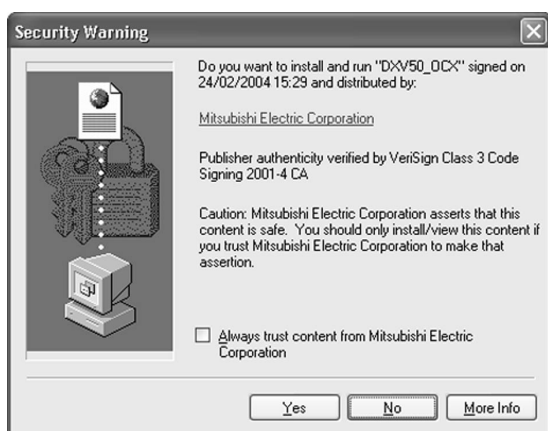 Security Warning
Do you want to install and run "DXV50_OCX" signed on
24/02/2004 15:29 and distributed by:
Mitsubishi Electric Corporation
Publisher authenticity verified by VeriSign Class 3 Code
Signing 2001-4 CA
Caution: Mitsubishi Electric Corporation asserts that this
content is safe.  You should only install/view this content if
you trust Mitsubishi Electric Corporation to make that
assertion.
Always trust content from Mitsubishi Electric
Corporation
Yes
No
More Info